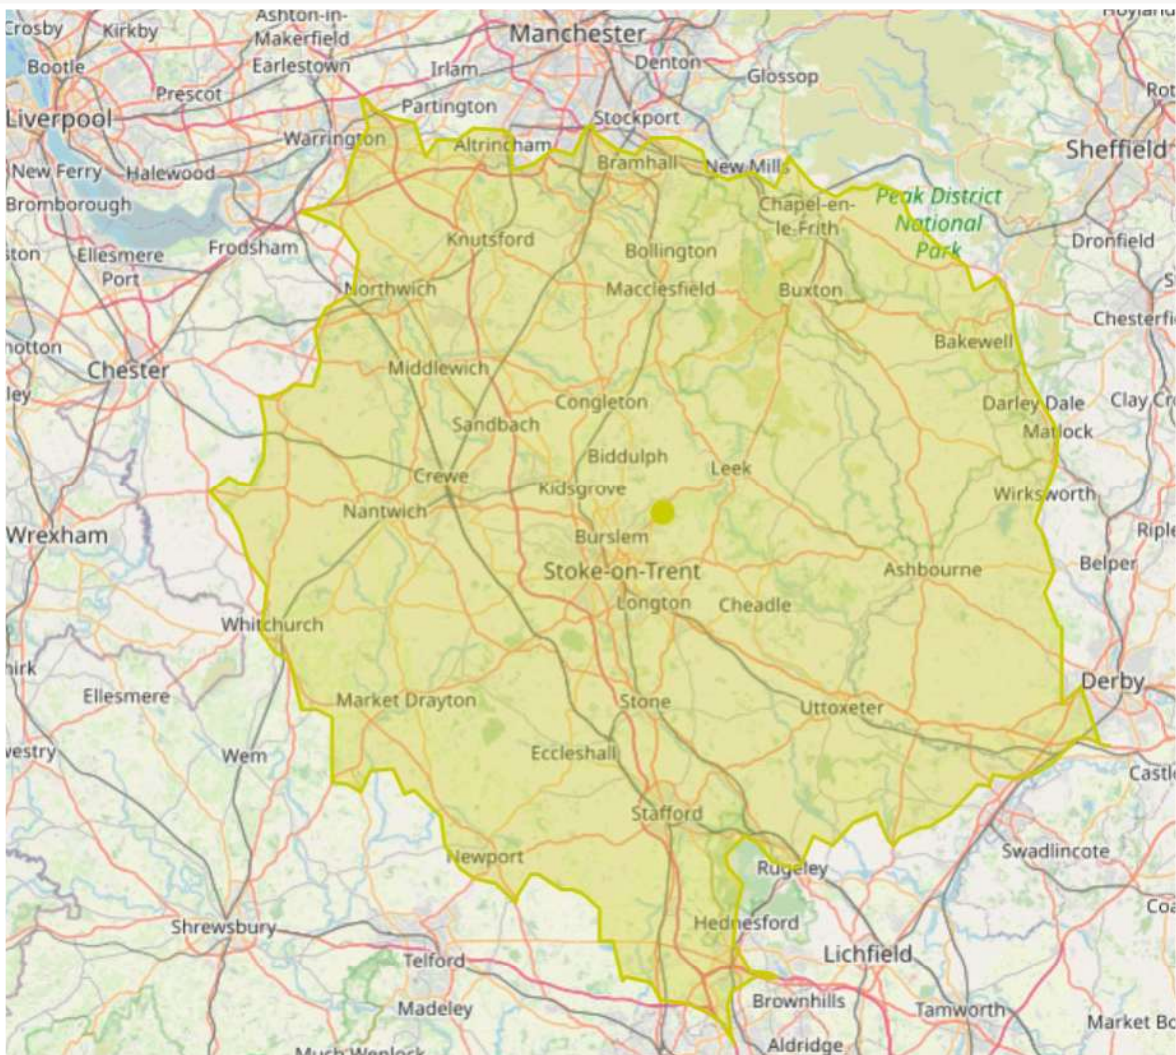 Crosby
Kirkby
Ashton-in-
Makerfield
Manchester
Bootle
Earlestown
Irlam
Denton
Glossop
Prescot
Partington
Liverpool
Stockport
Warrington
Altrincham
Sheffield
New Ferry
Halewood
Bramhall
New Mills
Bromborough
Peak District
National
Park
Chapel-en-
le-Frith
Frodsham
Knutsford
Bollington
Dronfield
Ellesmere
Port
Northwich
Macclesfield
Buxton
Bakewell
Chester
Middlewich
Congleton
Darley Dale
Sandbach
Matlock
Biddulph
Leek
Crewe
Kidsgrove
Wirksworth
Nantwich
Wrexham
Burslem
Belper
Stoke-on-Trent
Ashbourne
Longton
Cheadle
Whitchurch
Derby
Ellesmere
Market Drayton
Stone
Uttoxeter
Wem
Eccleshall
Stafford
Newport
Rugeley
Swadlincote
Shrewsbury
Hednesford
Telford
Lichfield
Madeley
Brownhills
Tamworth
Market Bo
Much Wenlock
Aldridge